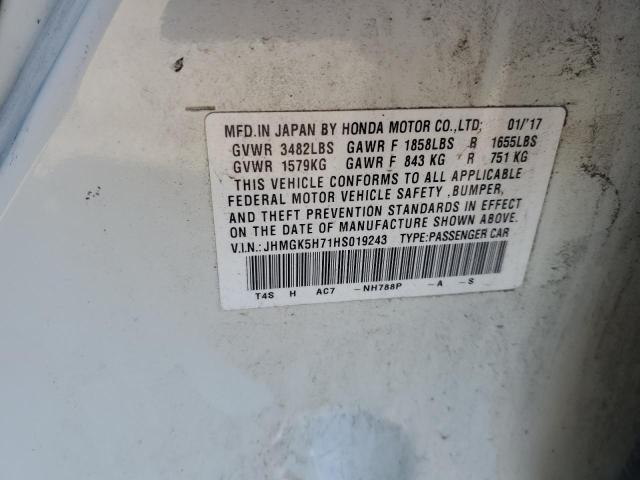 MFD.IN JAPAN BY HONDA MOTOR CO.,LTD: 01/'17
GVWR 3482LBS GAWR F 1858LBS R 1655LBS
GVWR 1579KG GAWR F 843 KG R 751 KG
THIS VEHICLE CONFORMS TO ALL APPLICABLE
FEDERAL MOTOR VEHICLE SAFETY ,BUMPER,
AND THEFT PREVENTION STANDARDS IN EFFECT
ON THE DATE OF MANUFACTURE SHOWN ABOVE.
V.I.N.: JHMGK5H71HS019243 TYPE:PASSENGER CAR
T4S H AC7 -NH788P -A -S